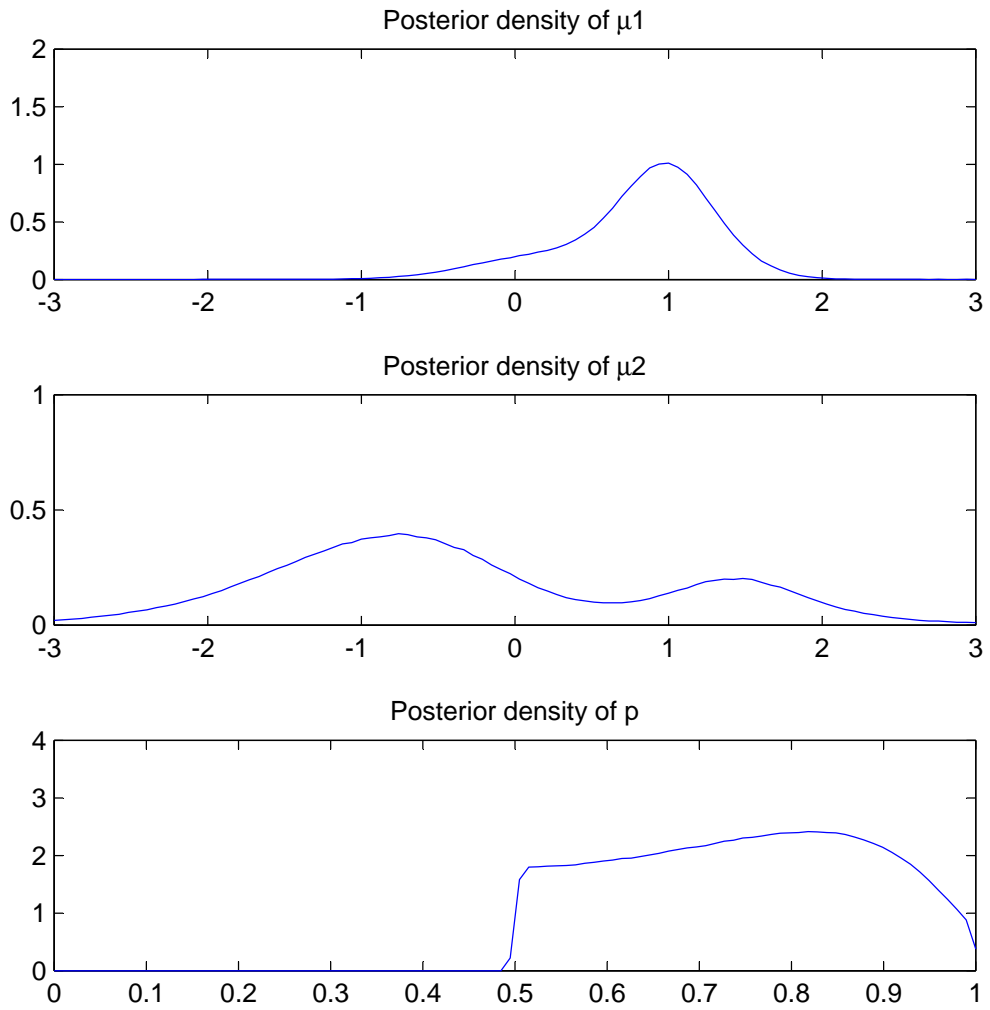 Posterior density of μ1
2
1.5
1
0.5
0
-3 -2 -1 0 1 2 3
Posterior density of μ2
1
0.5
0
-3 -2 -1 0 1 2 3
Posterior density of p
4
3
2
1
0
0 0.1 0.2 0.3 0.4 0.5 0.6 0.7 0.8 0.9 1